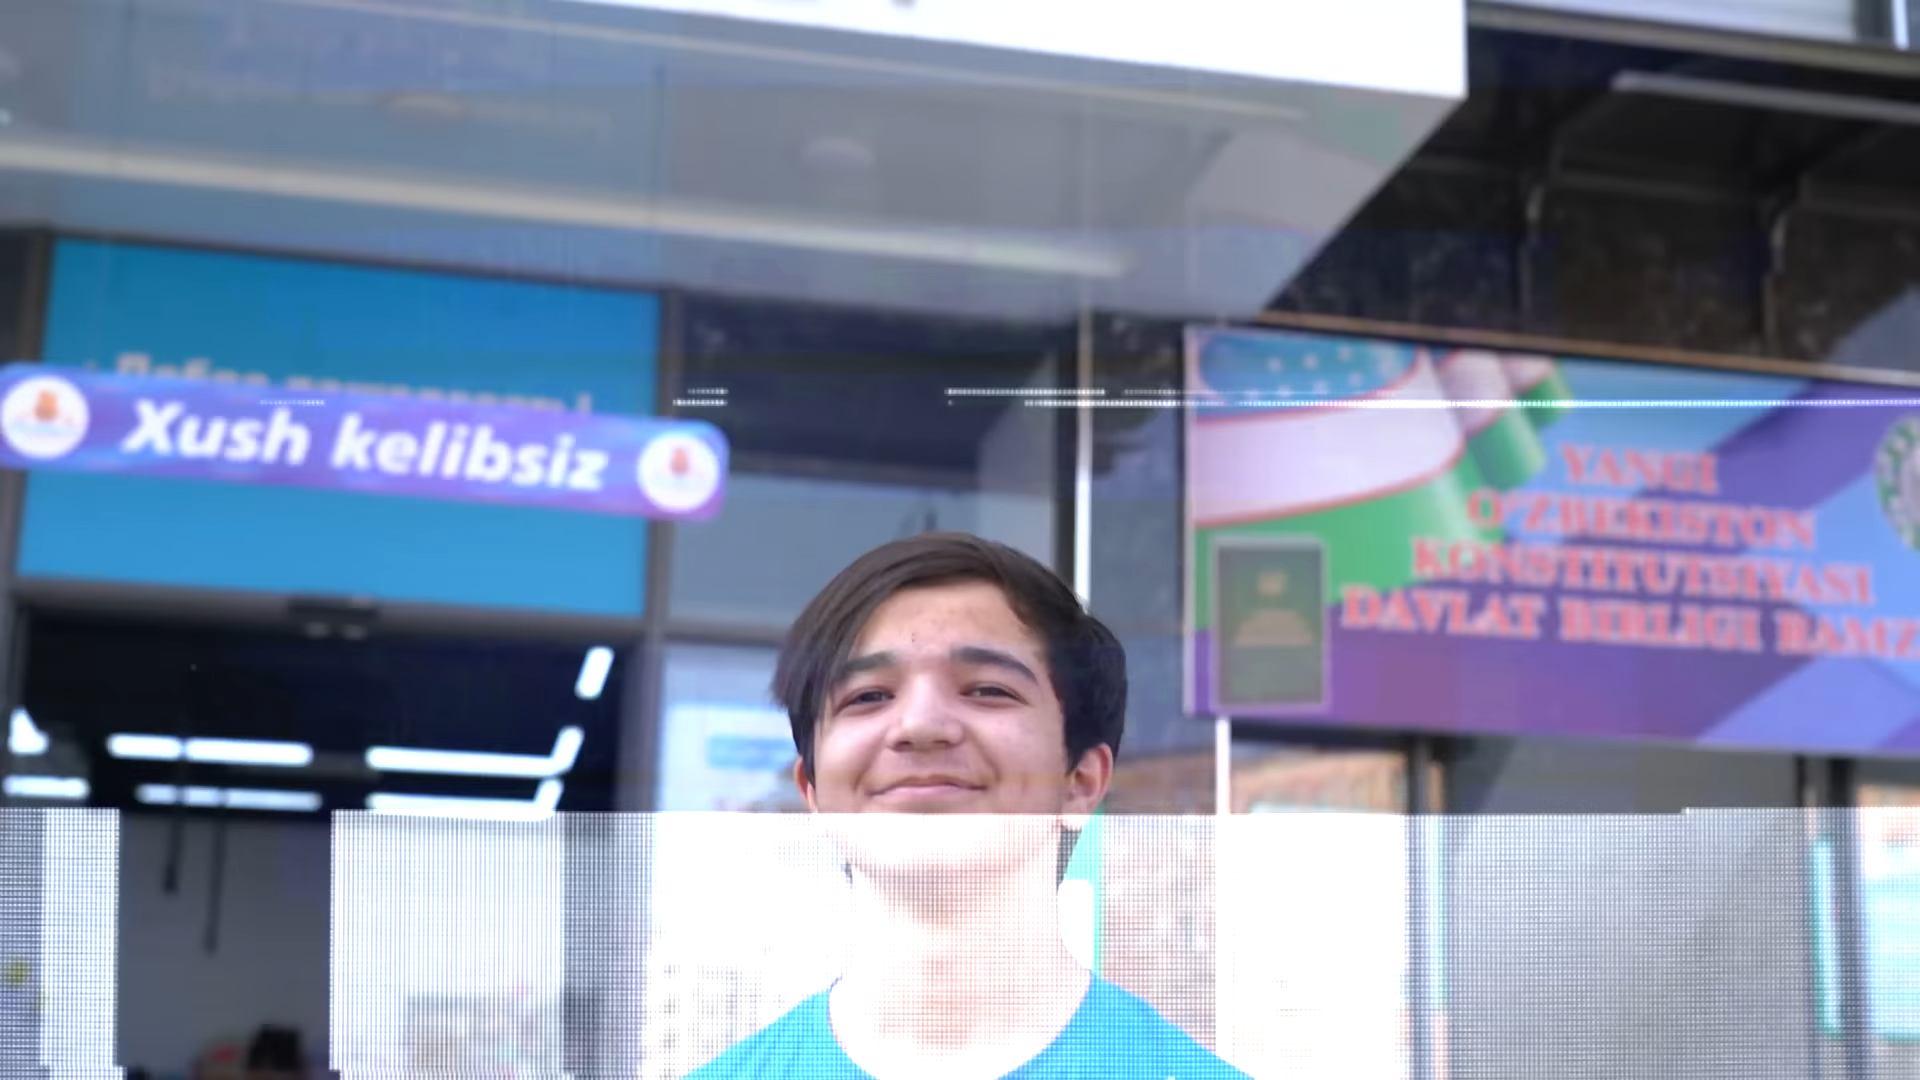 Xush kelibsiz
YANGI
O'ZBEKISTON
KONSTITUTSIYASI
DAVLAT BIRLIGI RAMZ